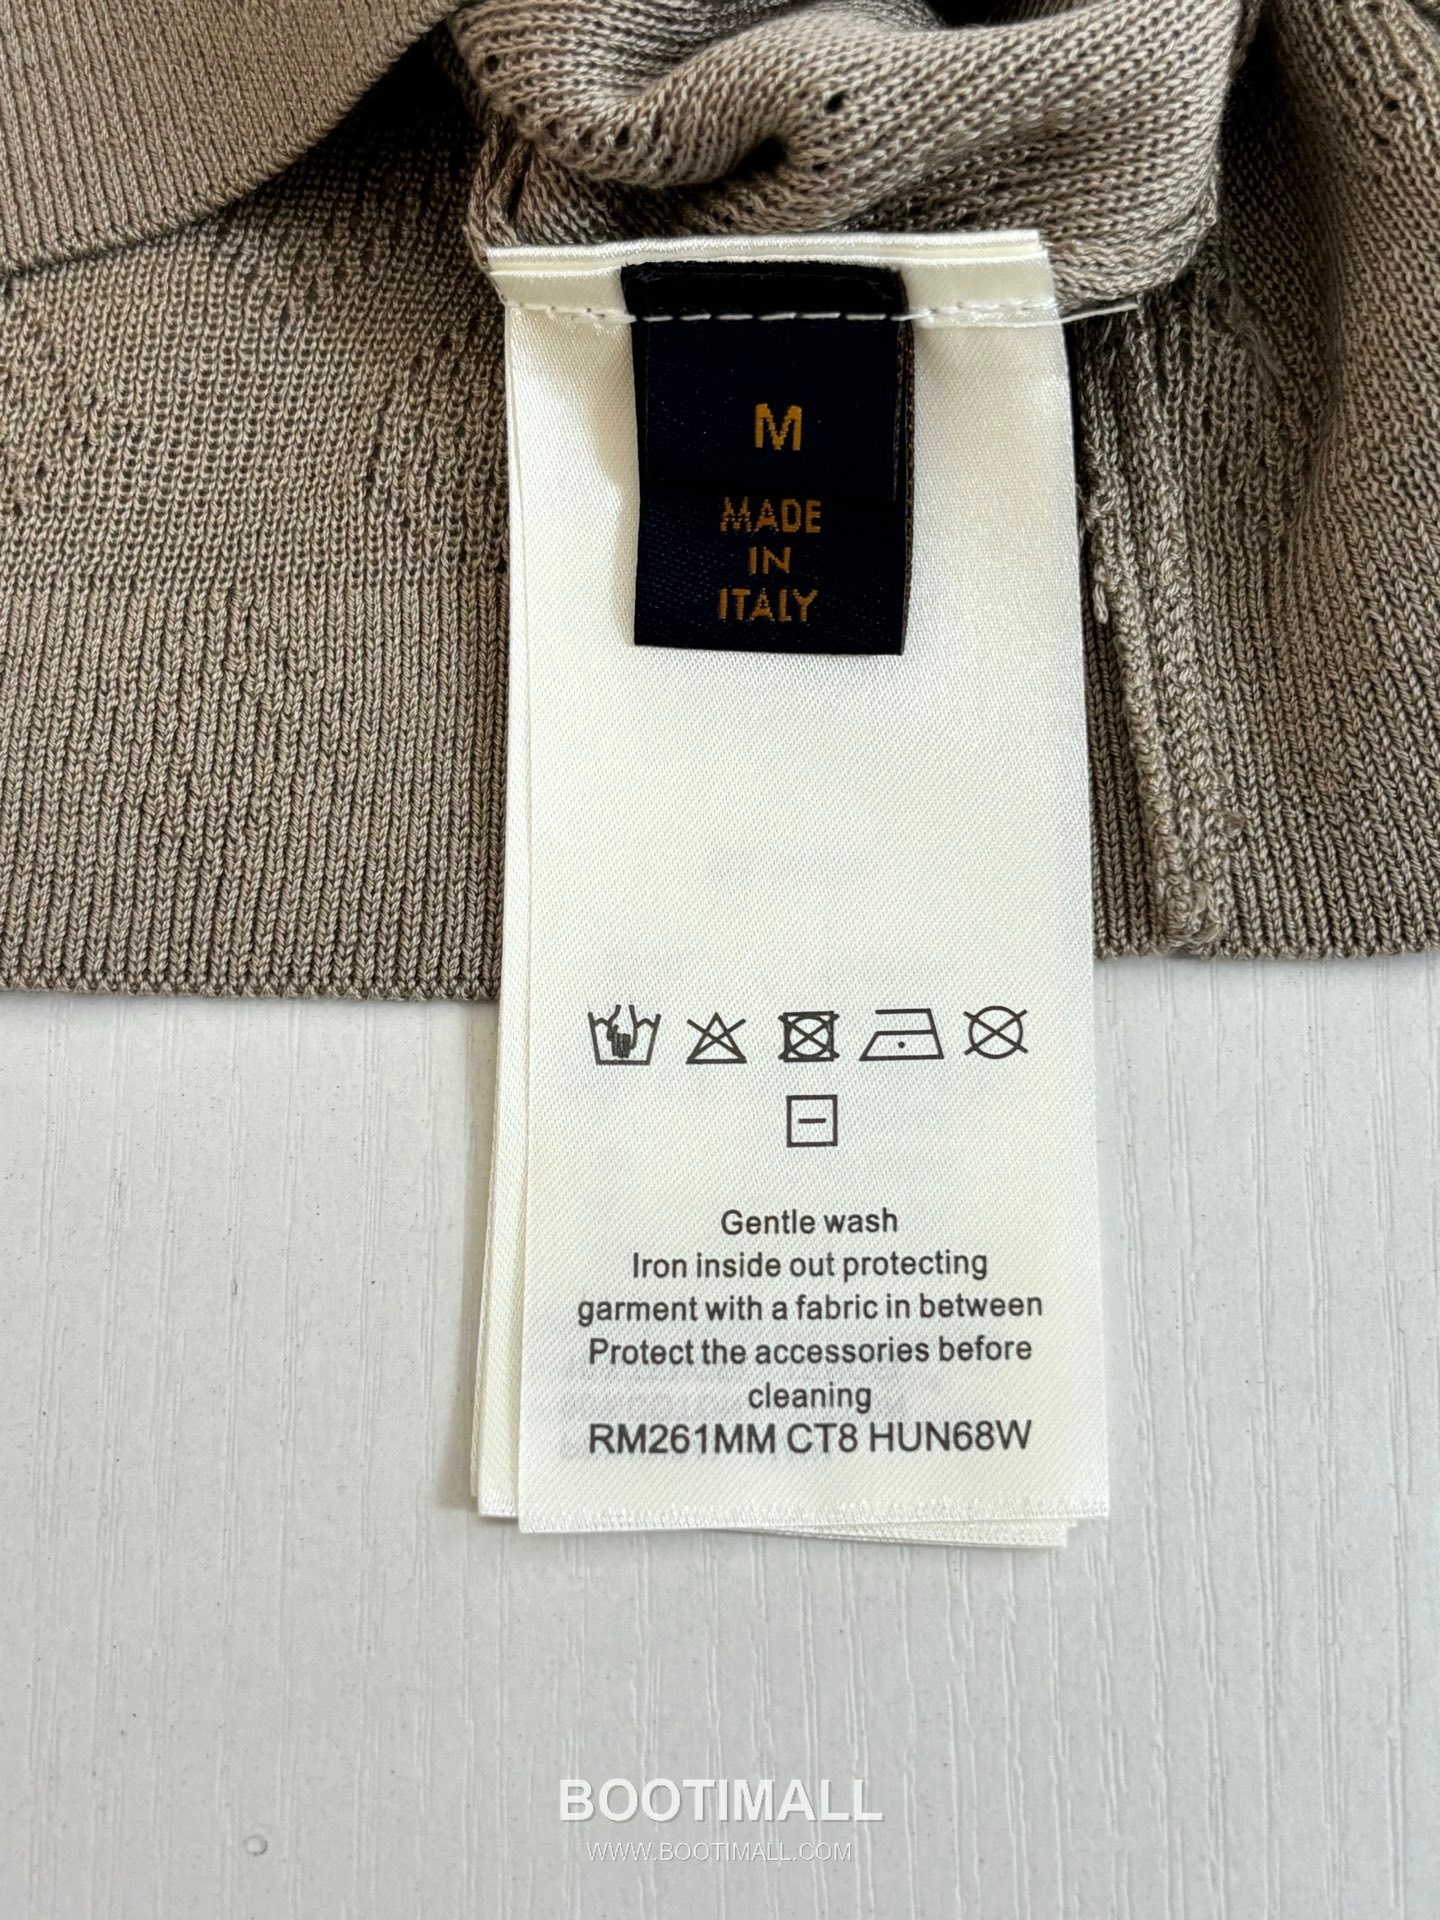 M
MADE
IN
ITALY
Gentle wash
Iron inside out protecting
garment with a fabric in between
Protect the accessories before
cleaning
RM261MM CT8 HUN68W
BOOTIMALL
WWW.BOOTIMALL.COM